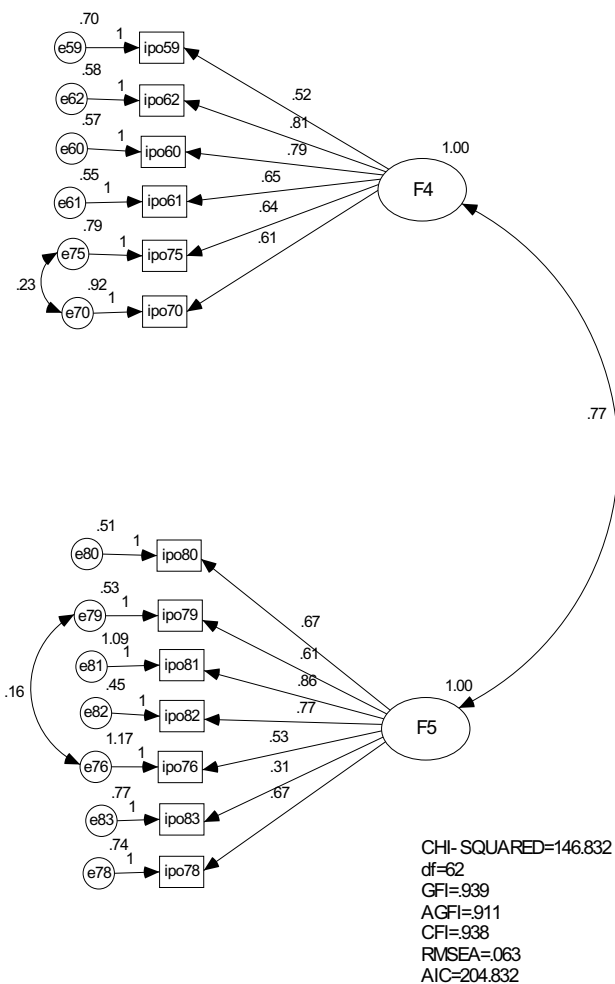 .70
e59 1 ipo59
.58
e62 1 ipo62
.57
e60 1 ipo60
.55
e61 1 ipo61
.79
e75 1 ipo75
.92
e70 1 ipo70
.23
.52
.81
.79
.65
.64
.61
1.00
F4
.77
.51
e80 1 ipo80
.53
e79 1 ipo79
1.09
e81 1 ipo81
.45
e82 1 ipo82
1.17
e76 1 ipo76
.77
e83 1 ipo83
.74
e78 1 ipo78
.16
.67
.61
.86
.77
.53
.31
.67
1.00
F5
CHI- SQUARED=146.832
df=62
GFI=.939
AGFI=.911
CFI=.938
RMSEA=.063
AIC=204.832